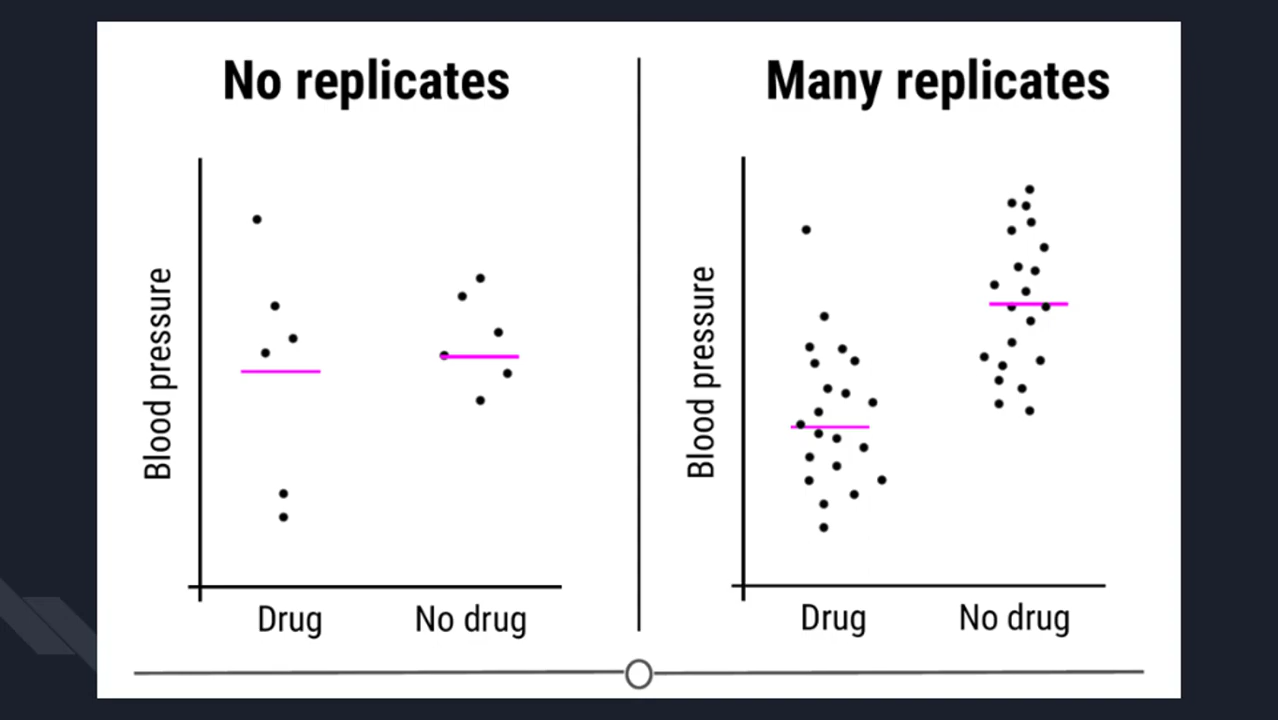 No replicates
Blood pressure
Drug
No drug
Many replicates
Blood pressure
Drug
No drug